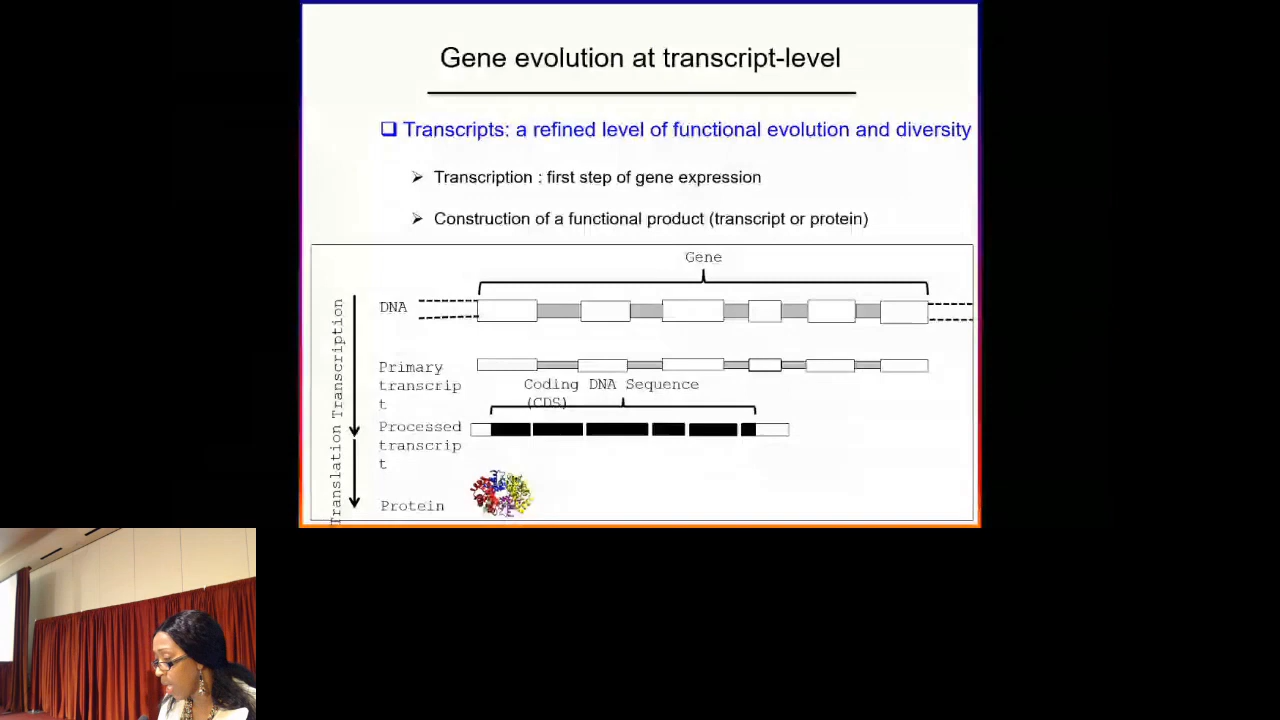 Gene evolution at transcript-level
Transcripts: a refined level of functional evolution and diversity
Transcription : first step of gene expression
Construction of a functional product (transcript or protein)
Gene
DNA
Primary
transcrip
t
Coding DNA Sequence
(CDS)
Processed
transcrip
t
Protein
Transcription
Translation